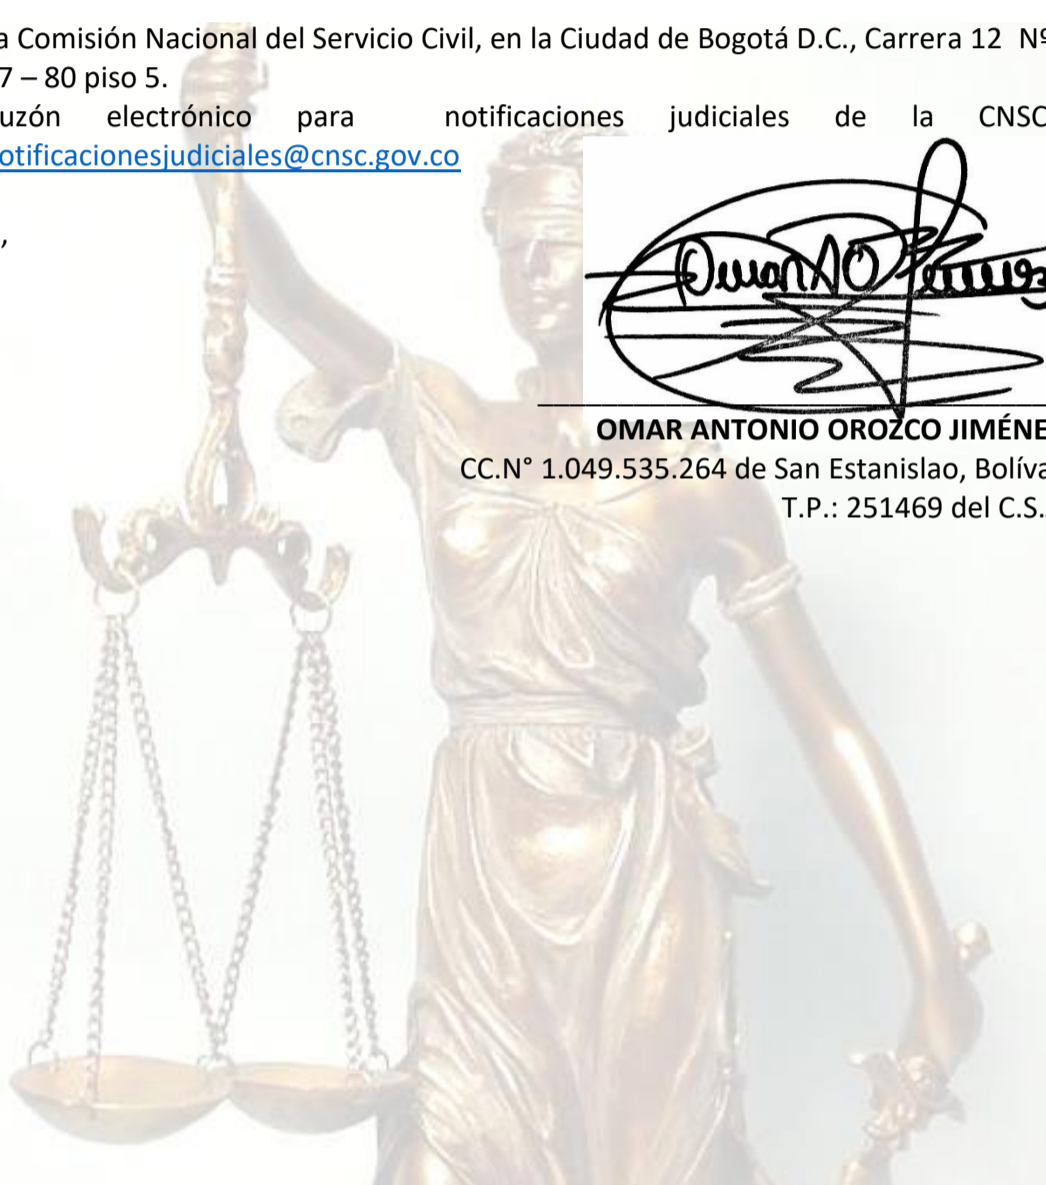 a Comisión Nacional del Servicio Civil, en la Ciudad de Bogotá D.C., Carrera 12 Nº
7 – 80 piso 5.
uzón electrónico para notificaciones judiciales de la CNSC
otificacionesjudiciales@cnsc.gov.co
,
OMAR ANTONIO OROZCO JIMÉNE
CC.N° 1.049.535.264 de San Estanislao, Bolíva
T.P.: 251469 del C.S.